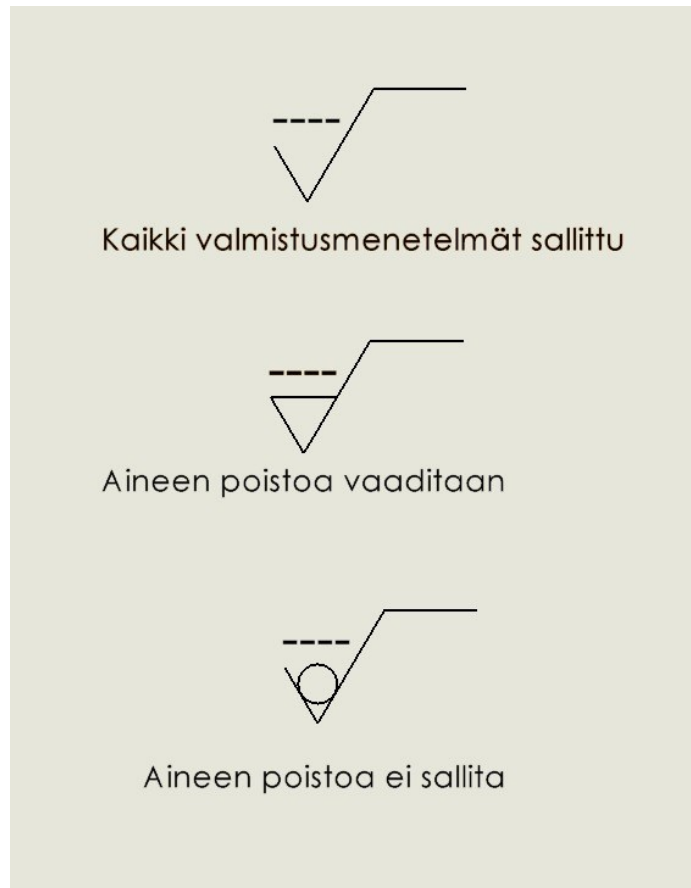 ----
Kaikki valmistusmenetelmät sallittu
----
Aineen poistoa vaaditaan
----
Aineen poistoa ei sallita